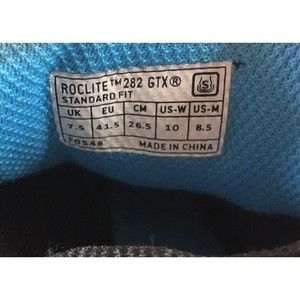 ROCLITE™ 282 GTX®
STANDARD FIT
UK EU CM US-W US-M
7.5 41.5 26.5 10 8.5
MADE IN CHINA